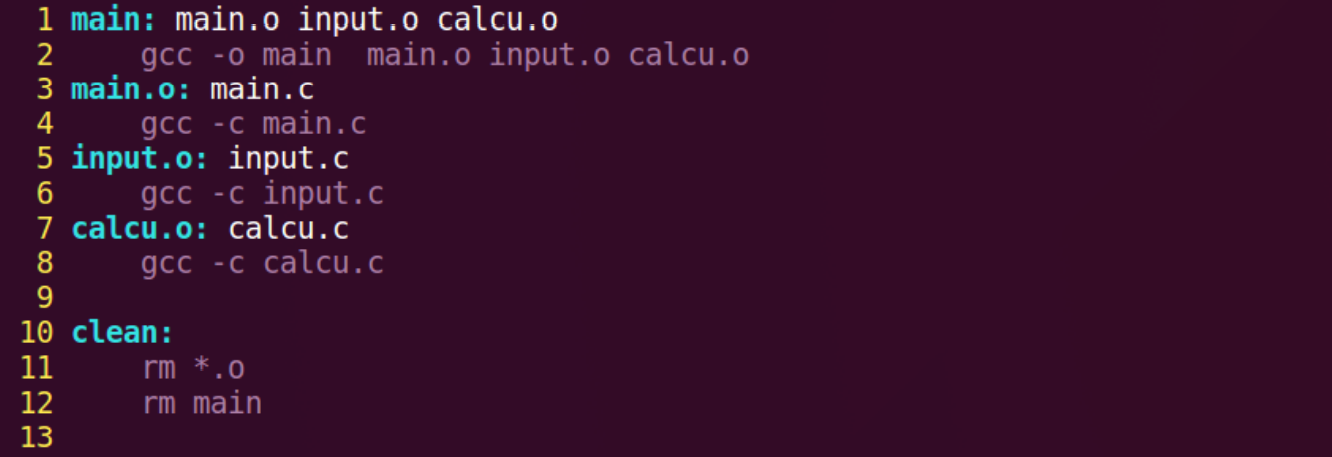 1 main: main.o input.o calcu.o
2     gcc -o main  main.o input.o calcu.o
3 main.o: main.c
4     gcc -c main.c
5 input.o: input.c
6     gcc -c input.c
7 calcu.o: calcu.c
8     gcc -c calcu.c
9
10 clean:
11     rm *.o
12     rm main
13